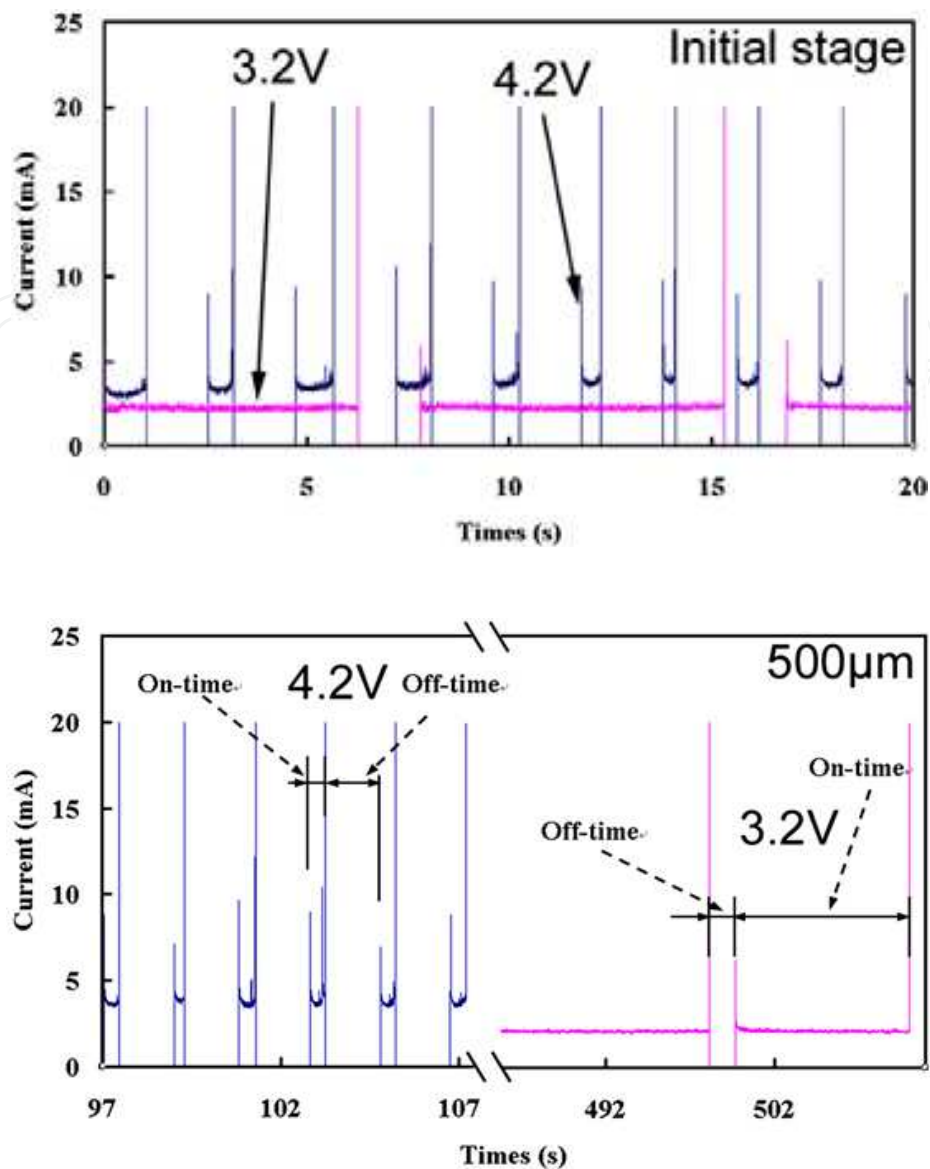 25
Initial stage
3.2V
4.2V
20
15
10
5
0
Current (mA)
0 5 10 15 20
Times (s)
25
500μm
On-time
4.2V
Off-time
20
15
On-time
Off-time
3.2V
10
5
0
Current (mA)
97 102 107 492 502
Times (s)